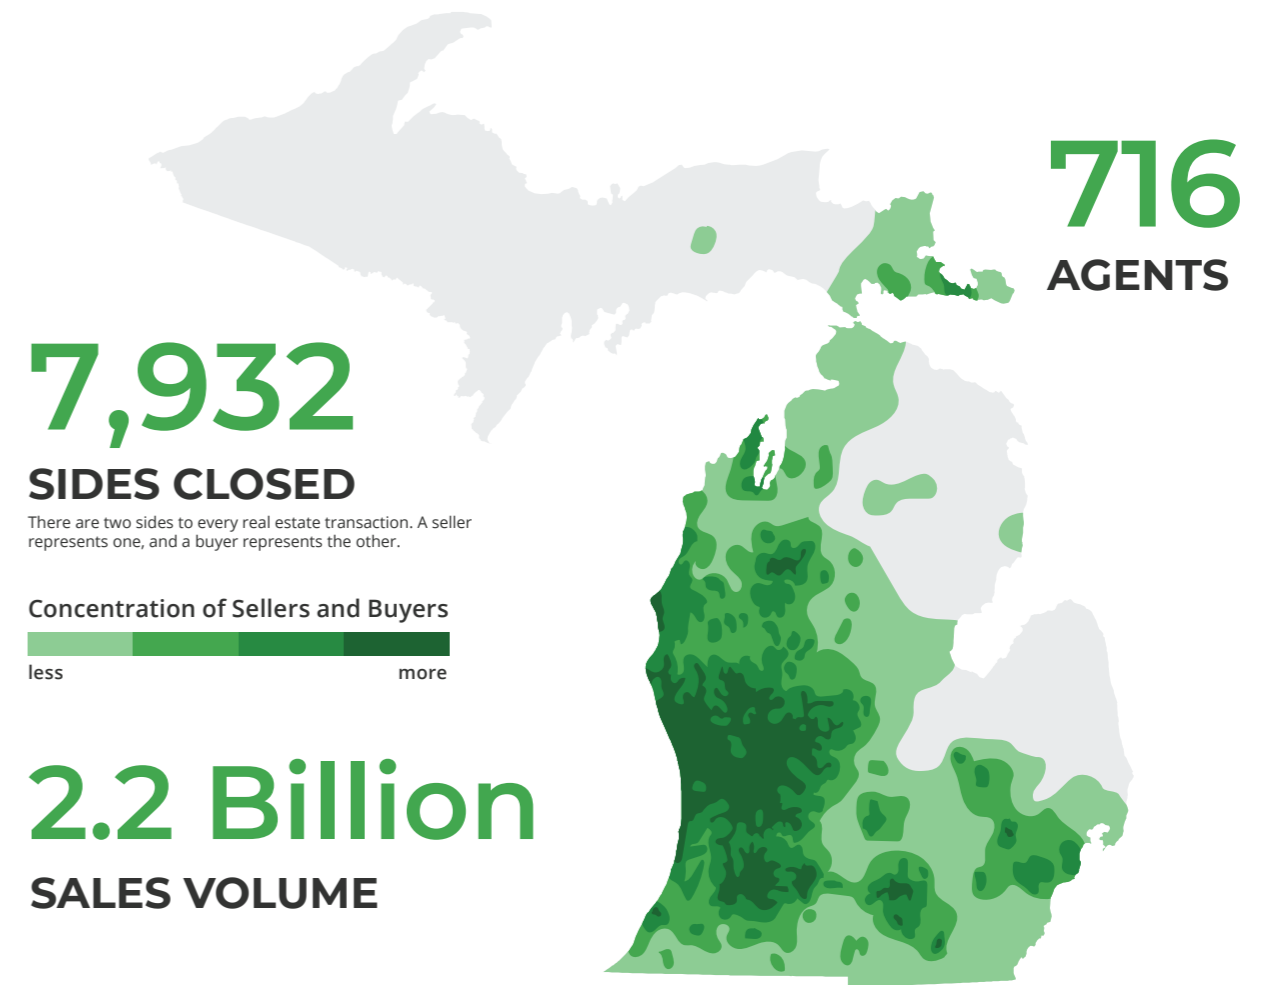 716
AGENTS
7,932
SIDES CLOSED
There are two sides to every real estate transaction. A seller
represents one, and a buyer represents the other.
Concentration of Sellers and Buyers
less more
2.2 Billion
SALES VOLUME